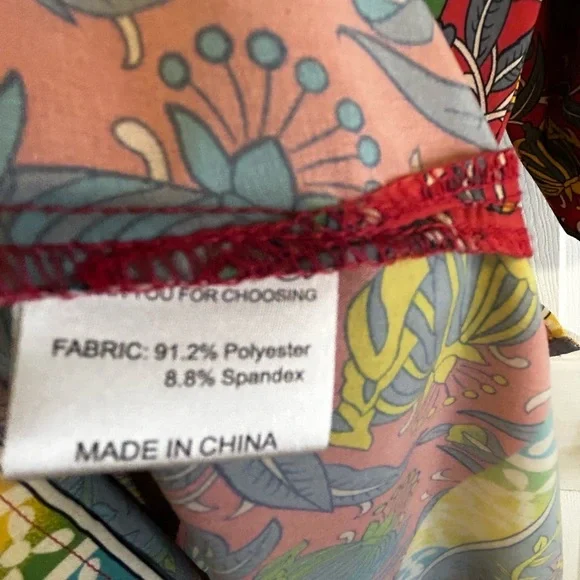 YOU FOR CHOOSING
FABRIC: 91.2% Polyester
8.8% Spandex
MADE IN CHINA